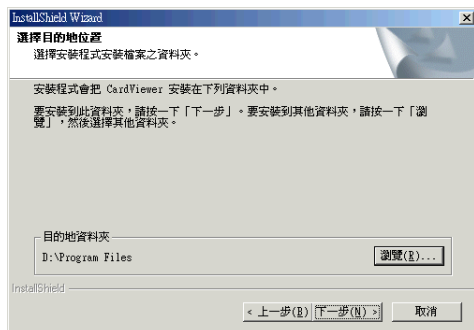 InstallShield Wizard
選擇目的地位置
選擇安裝程式安裝檔案之資料夾。
安裝程式會把 CardViewer 安裝在下列資料夾中。
要安裝到此資料夾，請按一下「下一步」。要安裝到其他資料夾，請按一下「瀏
覽」，然後選擇其他資料夾。
目的地資料夾
D:\Program Files
瀏覽(R)...
InstallShield
< 上一步(B)
下一步(N) >
取消